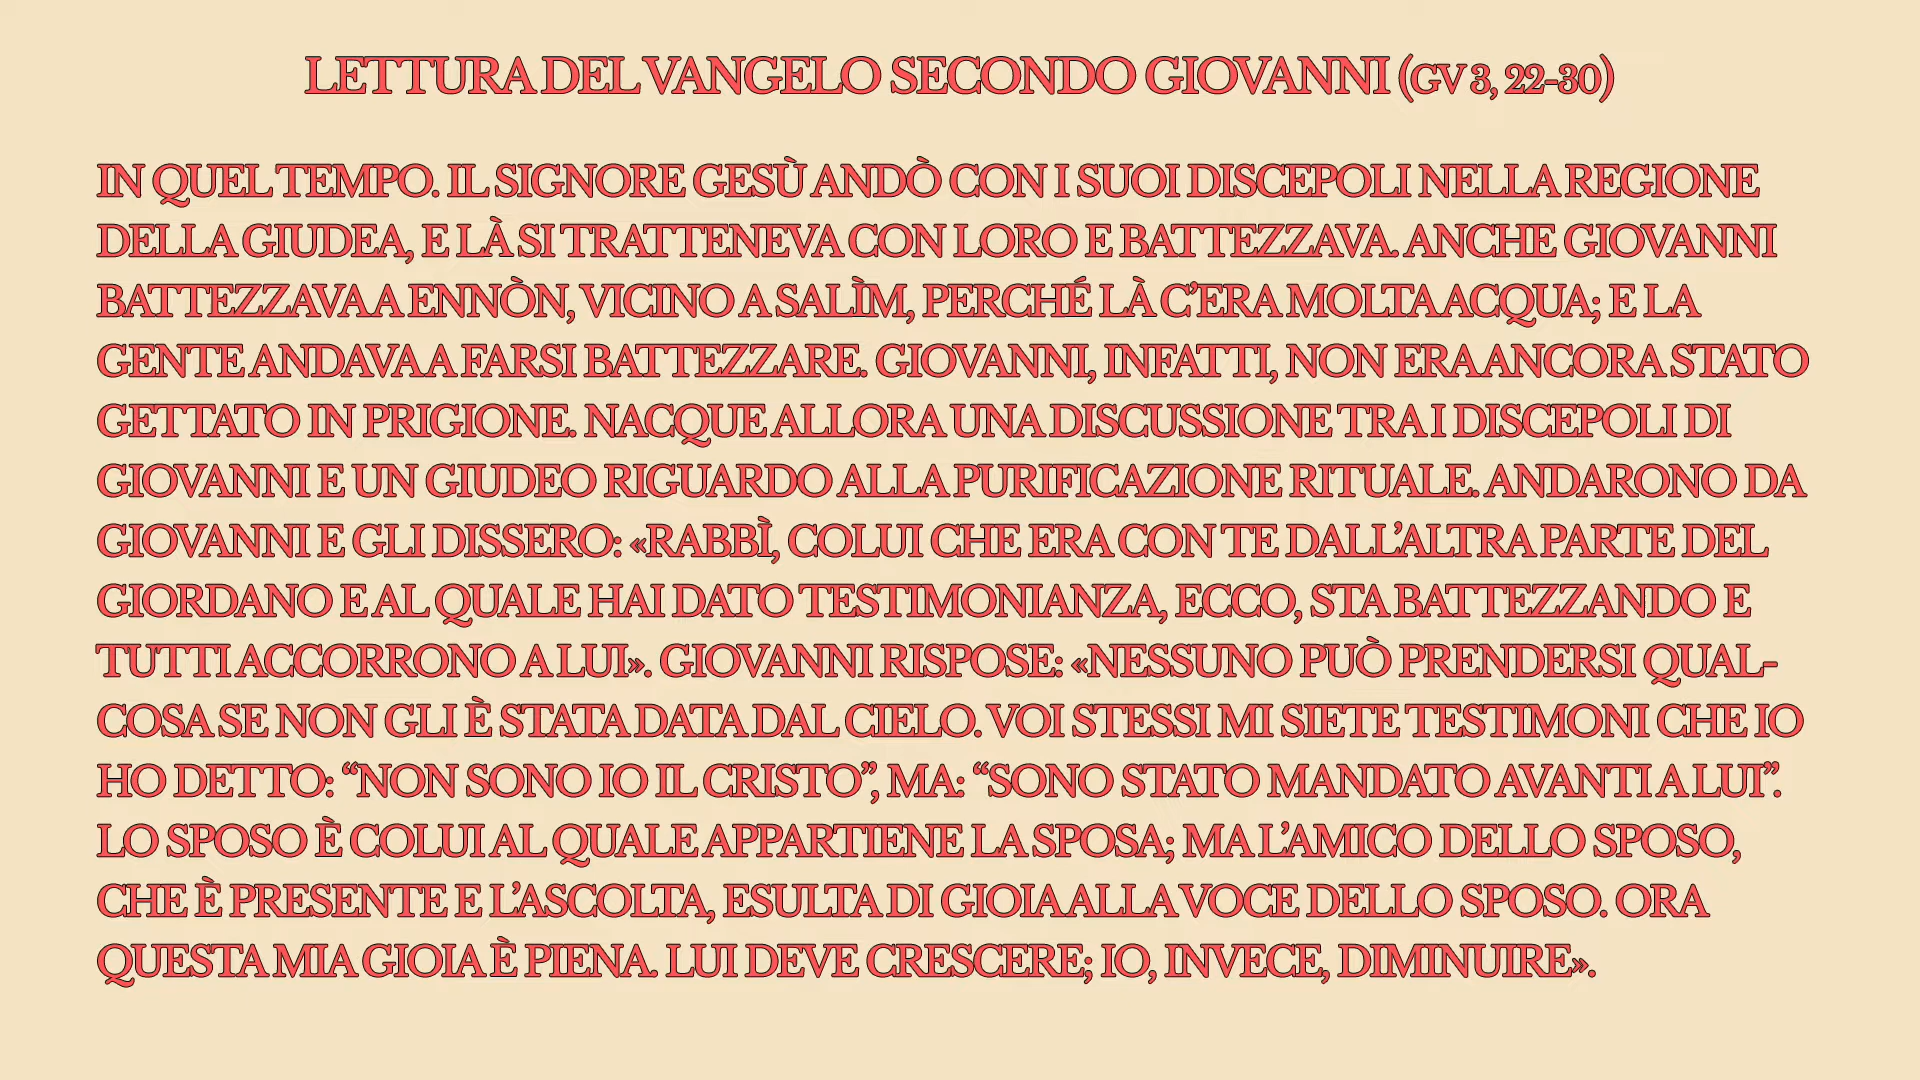 LETTURA DEL VANGELO SECONDO GIOVANNI (GV 3, 22-30)
IN QUEL TEMPO. IL SIGNORE GESÙ ANDÒ CON I SUOI DISCEPOLI NELLA REGIONE
DELLA GIUDEA, E LÀ SI TRATTENEVA CON LORO E BATTEZZAVA. ANCHE GIOVANNI
BATTEZZAVA A ENNÒN, VICINO A SALÌM, PERCHÉ LÀ C’ERA MOLTA ACQUA; E LA
GENTE ANDAVA A FARSI BATTEZZARE. GIOVANNI, INFATTI, NON ERA ANCORA STATO
GETTATO IN PRIGIONE. NACQUE ALLORA UNA DISCUSSIONE TRA I DISCEPOLI DI
GIOVANNI E UN GIUDEO RIGUARDO ALLA PURIFICAZIONE RITUALE. ANDARONO DA
GIOVANNI E GLI DISSERO: «RABBÌ, COLUI CHE ERA CON TE DALL’ALTRA PARTE DEL
GIORDANO E AL QUALE HAI DATO TESTIMONIANZA, ECCO, STA BATTEZZANDO E
TUTTI ACCORRONO A LUI». GIOVANNI RISPOSE: «NESSUNO PUÒ PRENDERSI QUAL-
COSA SE NON GLI È STATA DATA DAL CIELO. VOI STESSI MI SIETE TESTIMONI CHE IO
HO DETTO: “NON SONO IO IL CRISTO”, MA: “SONO STATO MANDATO AVANTI A LUI”.
LO SPOSO È COLUI AL QUALE APPARTIENE LA SPOSA; MA L’AMICO DELLO SPOSO,
CHE È PRESENTE E L’ASCOLTA, ESULTA DI GIOIA ALLA VOCE DELLO SPOSO. ORA
QUESTA MIA GIOIA È PIENA. LUI DEVE CRESCERE; IO, INVECE, DIMINUIRE».